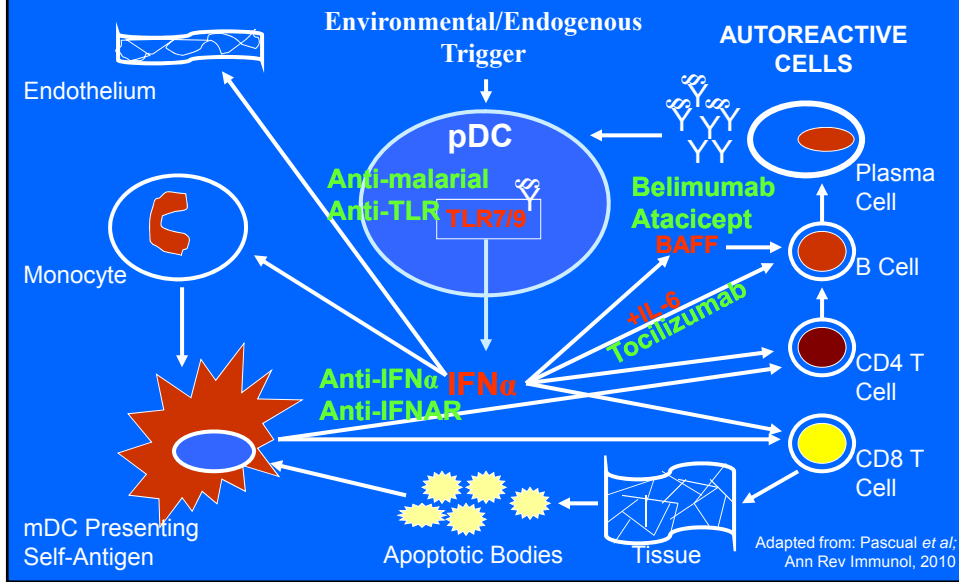 Environmental/Endogenous
Trigger
AUTOREACTIVE
CELLS
Endothelium
pDC
§
Y
§
Y
§
Y
Y
Y
Y
Plasma
Cell
Anti-malarial
Anti-TLR
§
Y
TLR7/9
Belimumab
Atacicept
BAFF
B Cell
Monocyte
+IL-6
Tocilizumab
CD4 T
Cell
Anti-IFNα
Anti-IFNAR
IFNα
CD8 T
Cell
mDC Presenting
Self-Antigen
Apoptotic Bodies
Tissue
Adapted from: Pascual et al;
Ann Rev Immunol, 2010